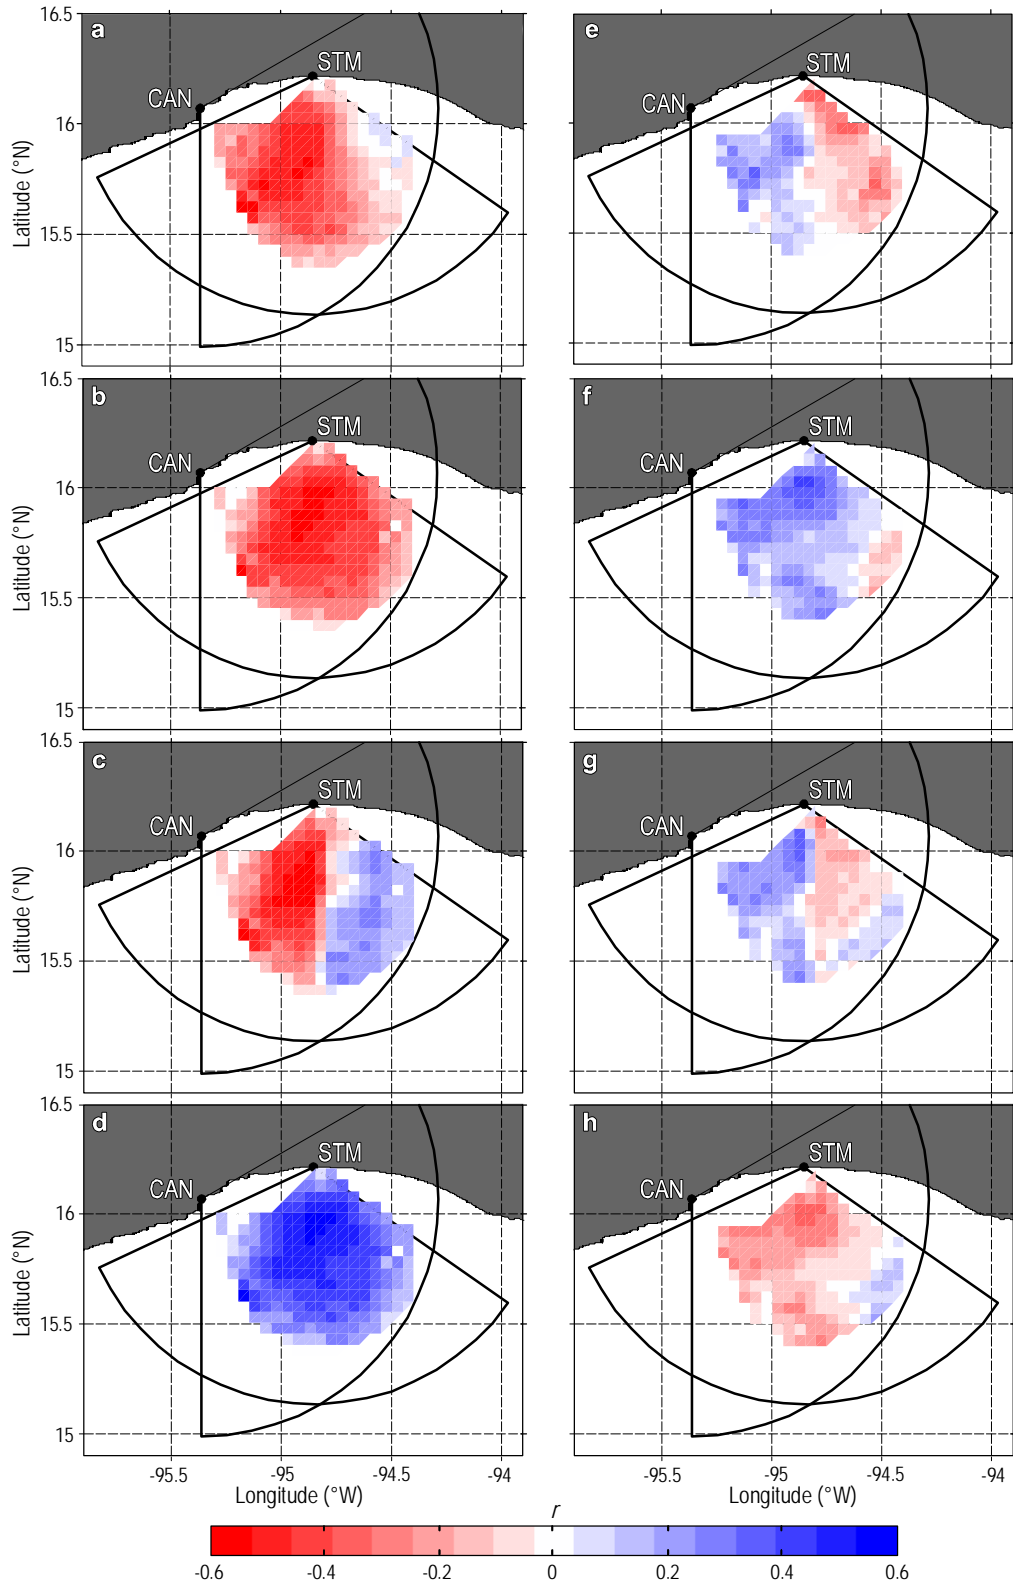 16.5
a
STM
CAN
16
Latitude (°N)
15.5
15
e
STM
CAN
16.5
b
STM
CAN
16
Latitude (°N)
15.5
15
f
STM
CAN
16.5
c
STM
CAN
16
Latitude (°N)
15.5
15
g
STM
CAN
16.5
d
STM
CAN
16
Latitude (°N)
15.5
15
-95.5 -95 -94.5 -94
Longitude (°W)
h
STM
CAN
-95.5 -95 -94.5 -94
Longitude (°W)
r
-0.6 -0.4 -0.2 0 0.2 0.4 0.6